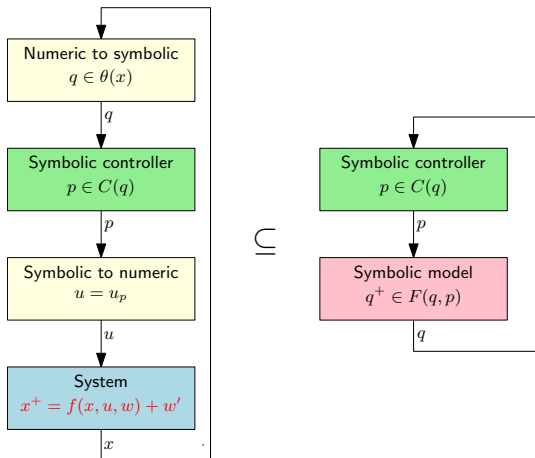 Numeric to symbolic
q ∈ θ(x)
q
Symbolic controller
p ∈ C(q)
p
Symbolic to numeric
u = u_p
u
System
x⁺ = f(x, u, w) + w′
x
⊆
Symbolic controller
p ∈ C(q)
p
Symbolic model
q⁺ ∈ F(q, p)
q